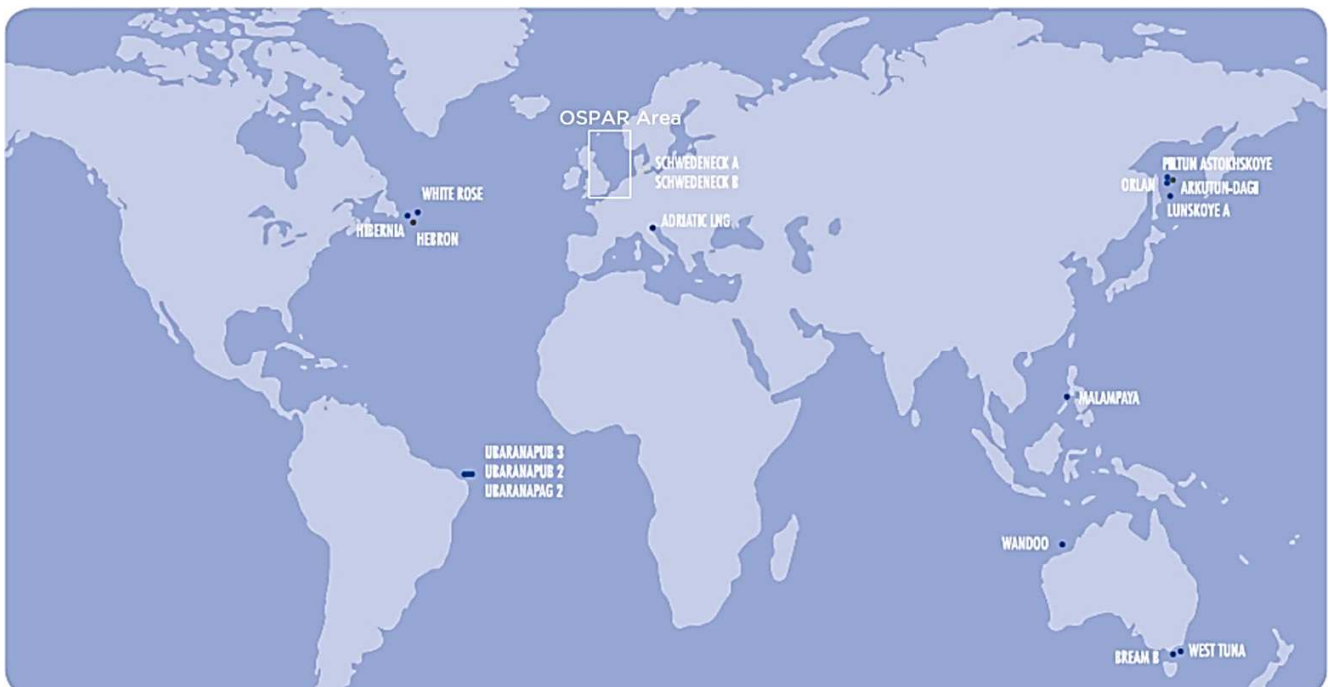 OSPAR Area
SCHWEDENECK A
SCHWEDENECK B
PILTUN ASTOKHSKOYE
ORLAN
ARKUTUN-DAGI
LUNSKOYE A
WHITE ROSE
HIBERNIA
HEBRON
ADRIATIC LNG
MALAMPAYA
UBARANAPUB 3
UBARANAPUB 2
UBARANAPAG 2
WANDOO
BREAM B
WEST TUNA